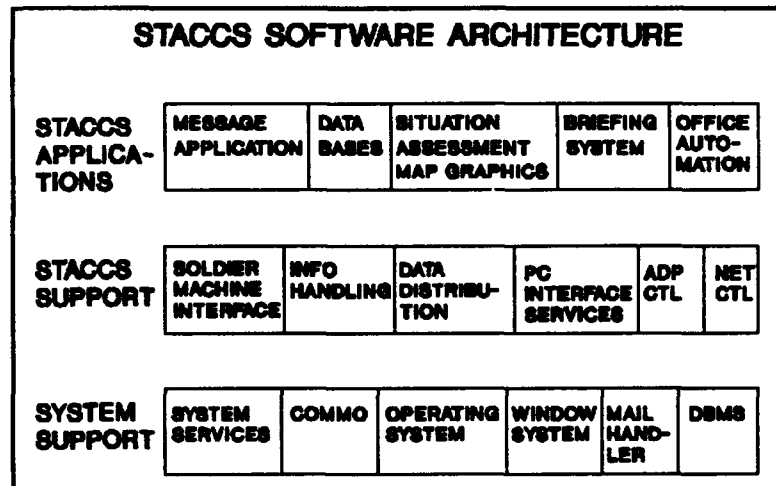 STACCS SOFTWARE ARCHITECTURE
STACCS
APPLICA-
TIONS
MESSAGE
APPLICATION
DATA
BASES
SITUATION
ASSESSMENT
MAP GRAPHICS
BRIEFING
SYSTEM
OFFICE
AUTO-
MATION
STACCS
SUPPORT
SOLDIER
MACHINE
INTERFACE
INFO
HANDLING
DATA
DISTRIBU-
TION
PC
INTERFACE
SERVICES
ADP
CTL
NET
CTL
SYSTEM
SUPPORT
SYSTEM
SERVICES
COMMO
OPERATING
SYSTEM
WINDOW
SYSTEM
MAIL
HAND-
LER
DBMS